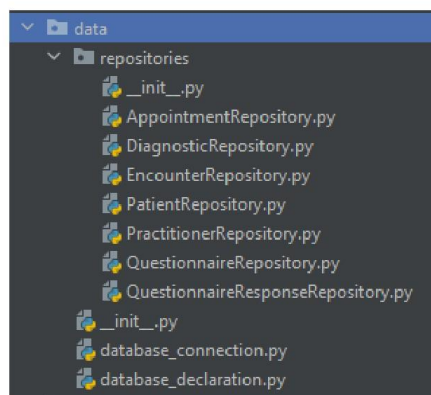 data
repositories
__init__.py
AppointmentRepository.py
DiagnosticRepository.py
EncounterRepository.py
PatientRepository.py
PractitionerRepository.py
QuestionnaireRepository.py
QuestionnaireResponseRepository.py
__init__.py
database_connection.py
database_declaration.py